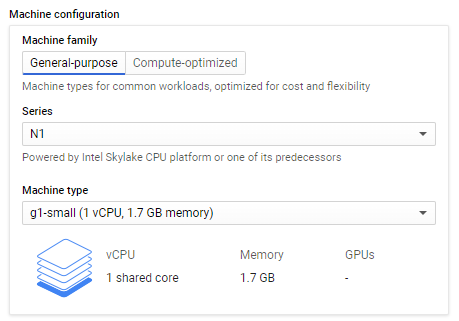 Machine configuration
Machine family
General-purpose Compute-optimized
Machine types for common workloads, optimized for cost and flexibility
Series
N1
Powered by Intel Skylake CPU platform or one of its predecessors
Machine type
g1-small (1 vCPU, 1.7 GB memory)
vCPU Memory GPUs
1 shared core 1.7 GB -